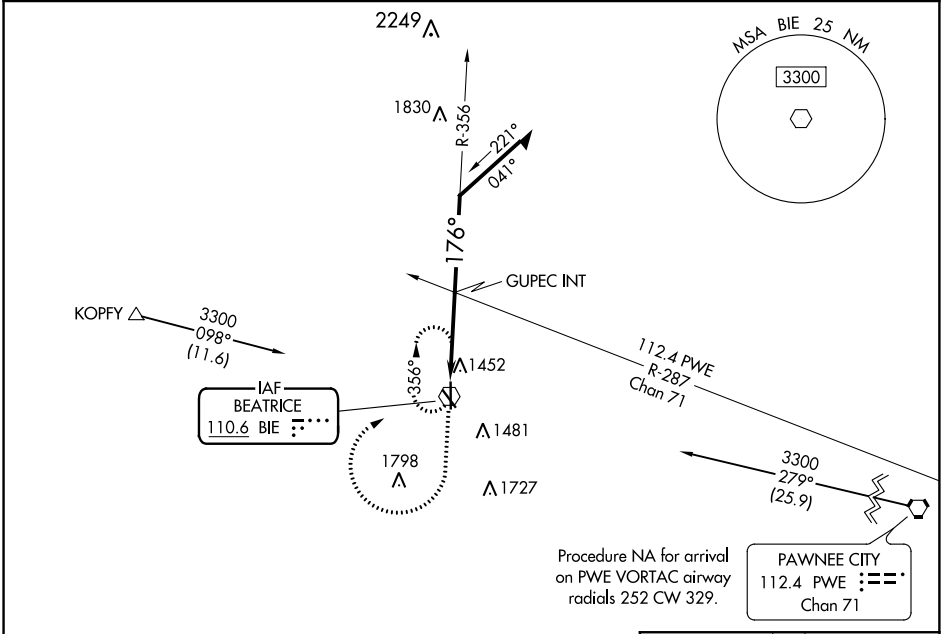 2249
1830
R-356
221°
041°
176°
MSA BIE 25 NM
3300
GUPEC INT
KOPFY
3300
098°
(11.6)
112.4 PWE
R-287
Chan 71
356°
1452
IAF
BEATRICE
110.6 BIE
1481
1798
1727
3300
279°
(25.9)
Procedure NA for arrival
on PWE VORTAC airway
radials 252 CW 329.
PAWNEE CITY
112.4 PWE
Chan 71